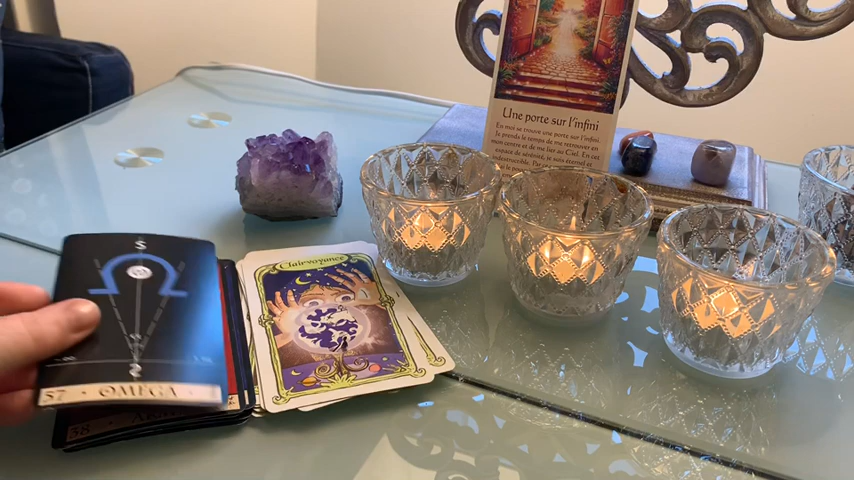 Une porte sur l'infini
En moi se trouve une porte sur l'infini.
Je prends le temps de me retrouver en
mon centre et de me lier au Ciel. En cet
espace de sérénité, je suis éternel et
indestructible.
Clairvoyance
S
57 • OMEGA
38